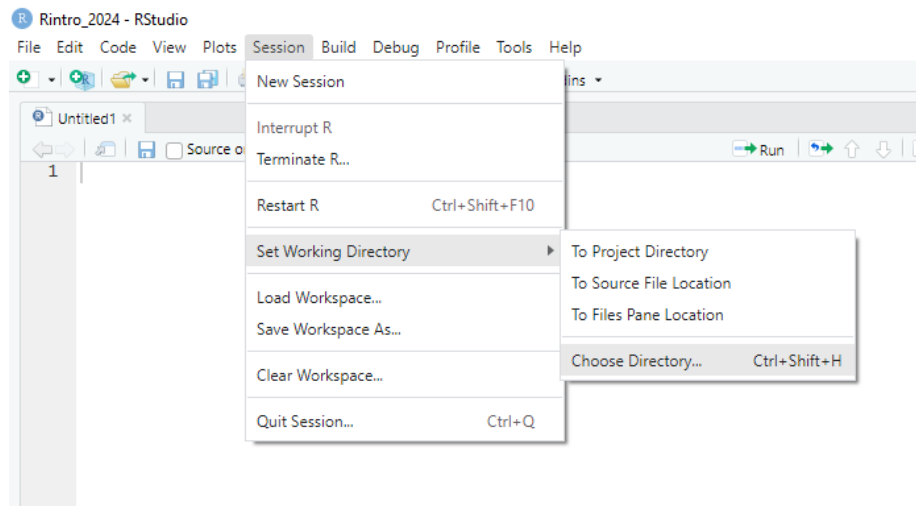 R Rintro_2024 - RStudio
File Edit Code View Plots Session Build Debug Profile Tools Help
New Session
Untitled1 ×
Interrupt R
Source o
Run
Terminate R...
1
Restart R Ctrl+Shift+F10
Set Working Directory
To Project Directory
To Source File Location
To Files Pane Location
Choose Directory... Ctrl+Shift+H
Load Workspace...
Save Workspace As...
Clear Workspace...
Quit Session... Ctrl+Q